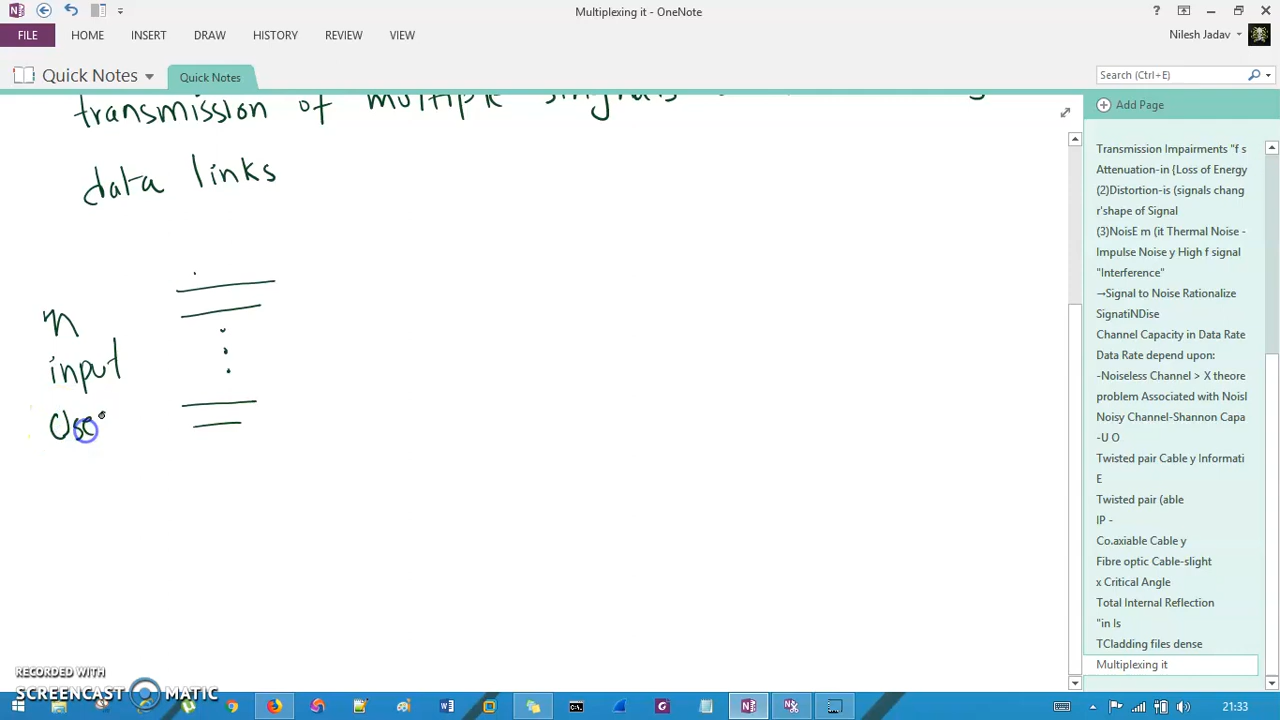 Multiplexing it - OneNote
FILE HOME INSERT DRAW HISTORY REVIEW VIEW
Nilesh Jadav
Quick Notes
Quick Notes
Search (Ctrl+E)
Add Page
transmission of multiple singnals
data links
n
input
Use
Transmission Impairments "f s
Attenuation-in {Loss of Energy
(2)Distortion-is (signals chang
r'shape of Signal
(3)NoisE m (it Thermal Noise -
Impulse Noise y High f signal
"Interference"
→Signal to Noise Rationalize
SignatiNDise
Channel Capacity in Data Rate
Data Rate depend upon:
-Noiseless Channel > X theore
problem Associated with Noisl
Noisy Channel-Shannon Capa
-U O
Twisted pair Cable y Informati
E
Twisted pair (able
IP -
Co.axiable Cable y
Fibre optic Cable-slight
x Critical Angle
Total Internal Reflection
"in Is
TCladding files dense
Multiplexing it
RECORDED WITH
SCREENCAST MATIC
21:33